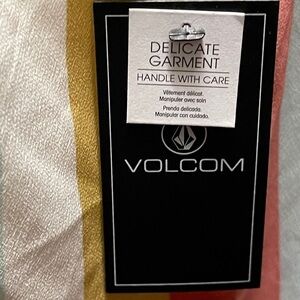 DELICATE
GARMENT
HANDLE WITH CARE
Vêtement délicat.
Manipuler avec soin
Prenda delicada.
Manipular con cuidado.
VOLCOM